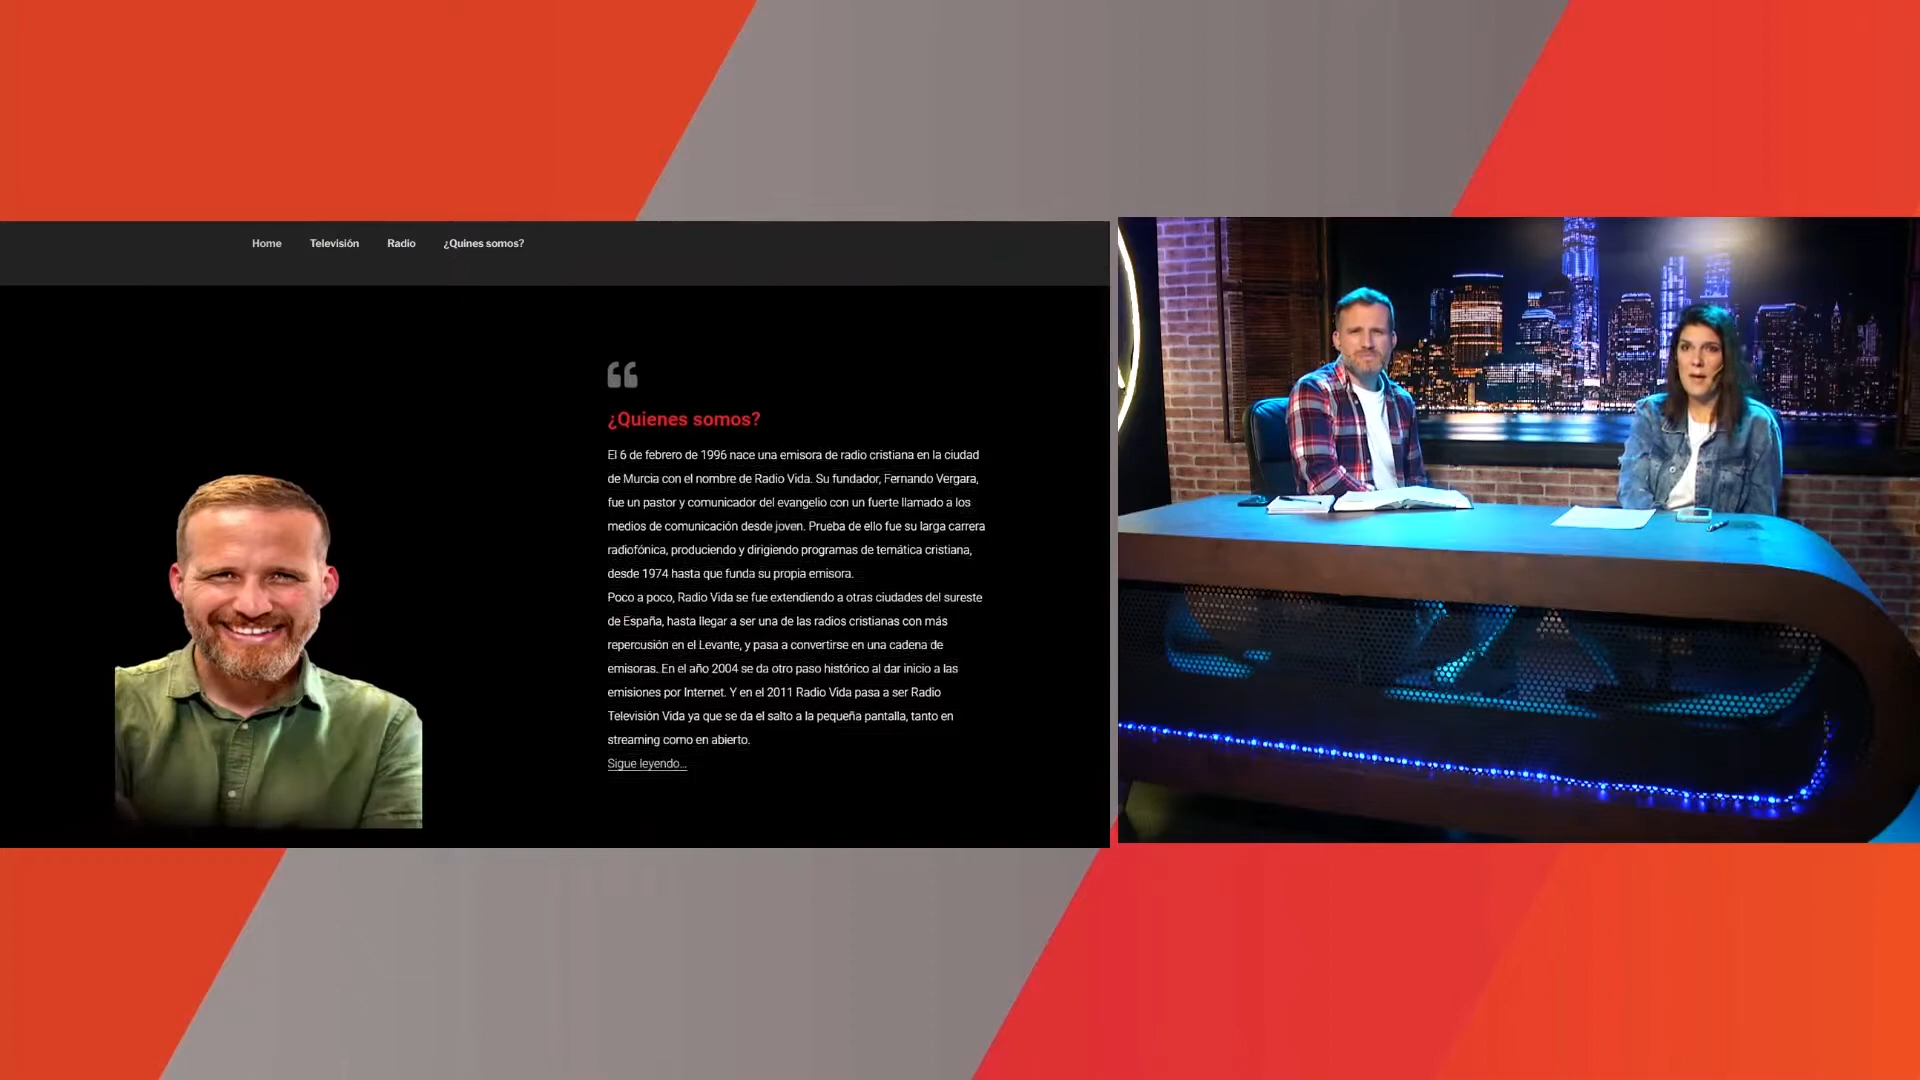 Home Televisión Radio ¿Quines somos?
¿Quienes somos?
El 6 de febrero de 1996 nace una emisora de radio cristiana en la ciudad
de Murcia con el nombre de Radio Vida. Su fundador, Fernando Vergara,
fue un pastor y comunicador del evangelio con un fuerte llamado a los
medios de comunicación desde joven. Prueba de ello fue su larga carrera
radiofónica, produciendo y dirigiendo programas de temática cristiana,
desde 1974 hasta que funda su propia emisora.
Poco a poco, Radio Vida se fue extendiendo a otras ciudades del sureste
de España, hasta llegar a ser una de las radios cristianas con más
repercusión en el Levante, y pasa a convertirse en una cadena de
emisoras. En el año 2004 se da otro paso histórico al dar inicio a las
emisiones por Internet. Y en el 2011 Radio Vida pasa a ser Radio
Televisión Vida ya que se da el salto a la pequeña pantalla, tanto en
streaming como en abierto.
Sigue leyendo...